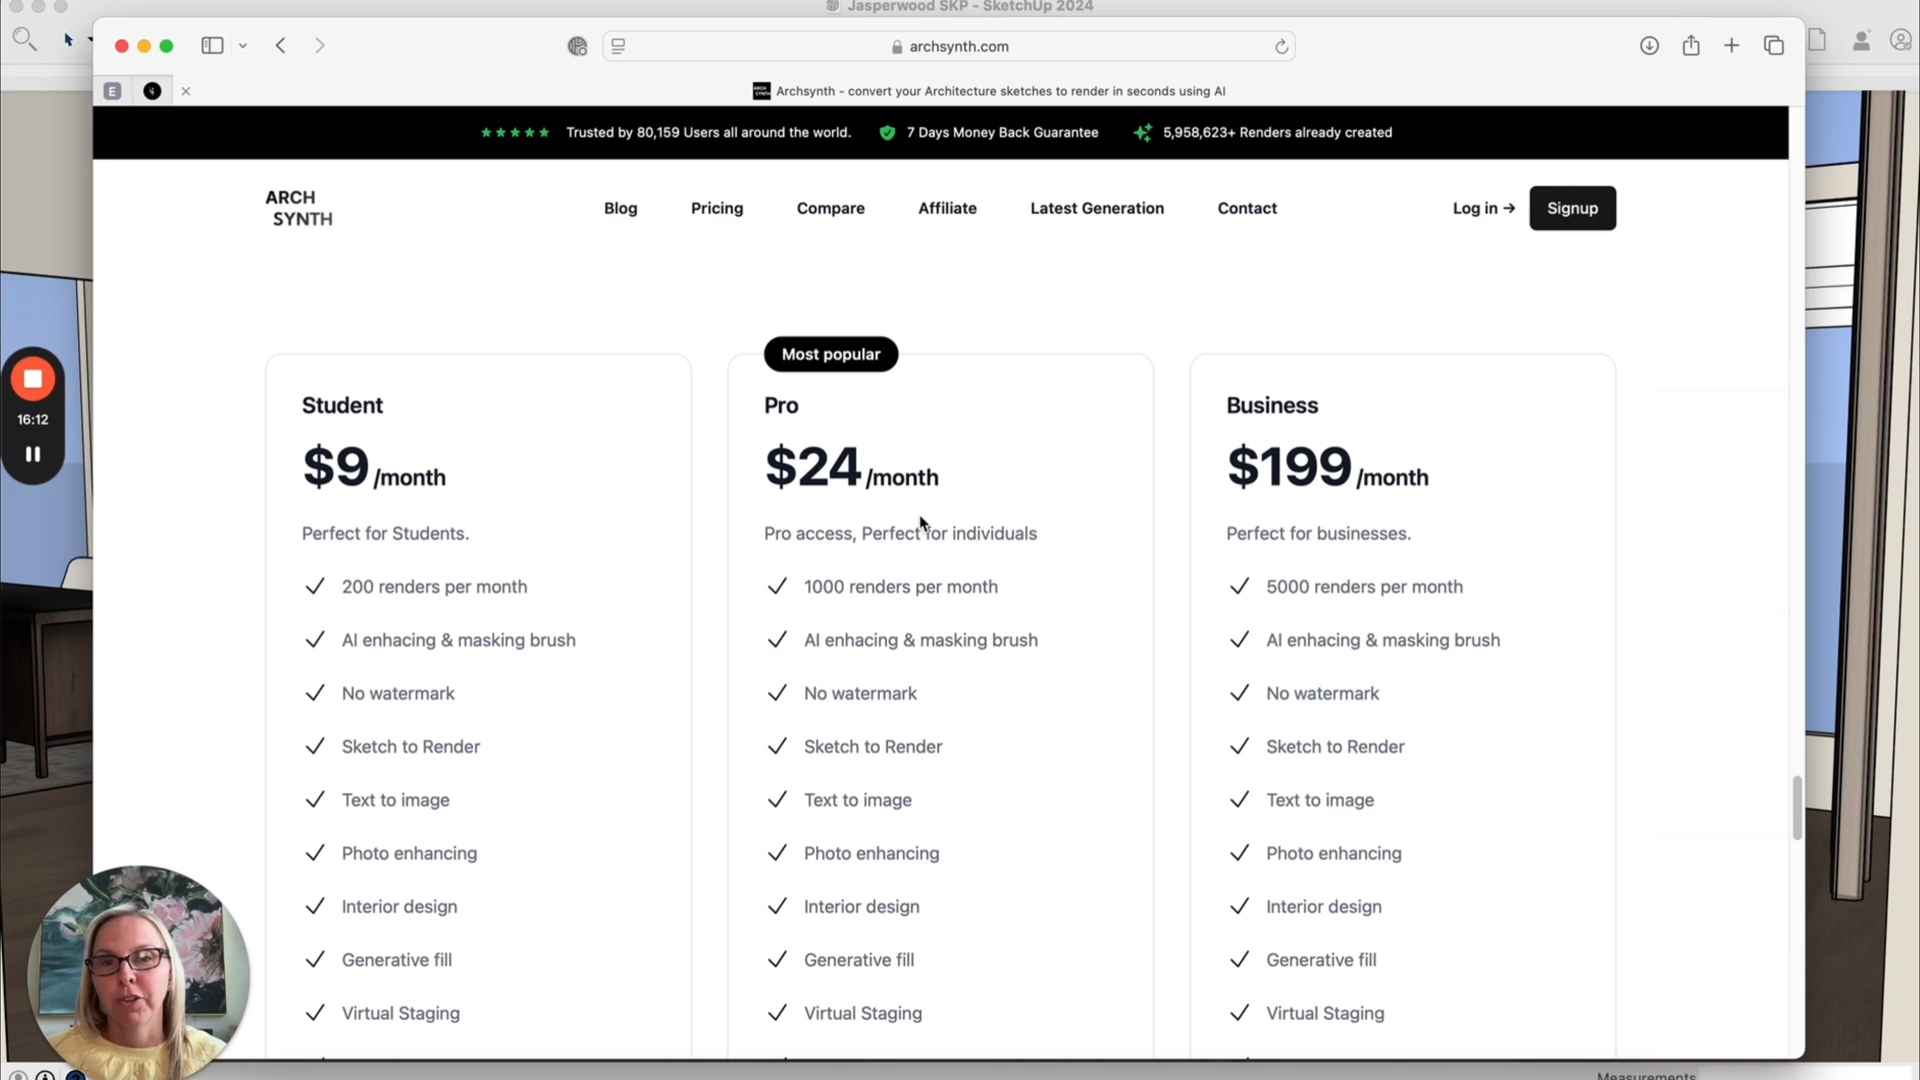 Jasperwood SKP - SketchUp 2024
archsynth.com
E
Archsynth - convert your Architecture sketches to render in seconds using AI
Trusted by 80,159 Users all around the world.
7 Days Money Back Guarantee
5,958,623+ Renders already created
ARCH
SYNTH
Blog
Pricing
Compare
Affiliate
Latest Generation
Contact
Log in →
Signup
16:12
Student
$9 /month
Perfect for Students.
200 renders per month
AI enhacing & masking brush
No watermark
Sketch to Render
Text to image
Photo enhancing
Interior design
Generative fill
Virtual Staging
Most popular
Pro
$24 /month
Pro access, Perfect for individuals
1000 renders per month
AI enhacing & masking brush
No watermark
Sketch to Render
Text to image
Photo enhancing
Interior design
Generative fill
Virtual Staging
Business
$199 /month
Perfect for businesses.
5000 renders per month
AI enhacing & masking brush
No watermark
Sketch to Render
Text to image
Photo enhancing
Interior design
Generative fill
Virtual Staging
Measurements